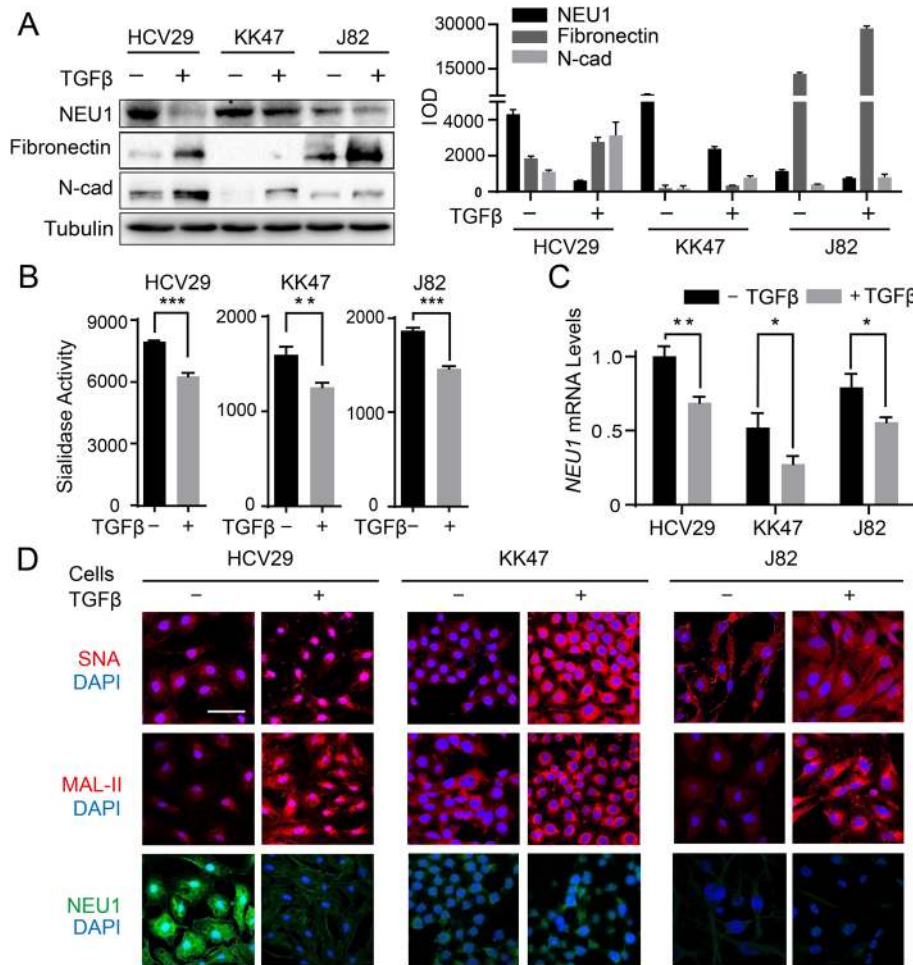 A
HCV29 KK47 J82
TGFβ − + − + − +
NEU1
Fibronectin
N-cad
Tubulin
NEU1
Fibronectin
N-cad
IOD
30000
15000
4000
2000
0
TGFβ − + − + − +
HCV29 KK47 J82
B
HCV29 KK47 J82
*** ** ***
Sialidase Activity
9000
6000
3000
0
2000
1000
0
2000
1000
0
TGFβ − + TGFβ − + TGFβ − +
C
− TGFβ + TGFβ
** * *
NEU1 mRNA Levels
1.0
0.5
0
HCV29 KK47 J82
D
HCV29 KK47 J82
Cells
TGFβ − + − + − +
SNA
DAPI
MAL-II
DAPI
NEU1
DAPI